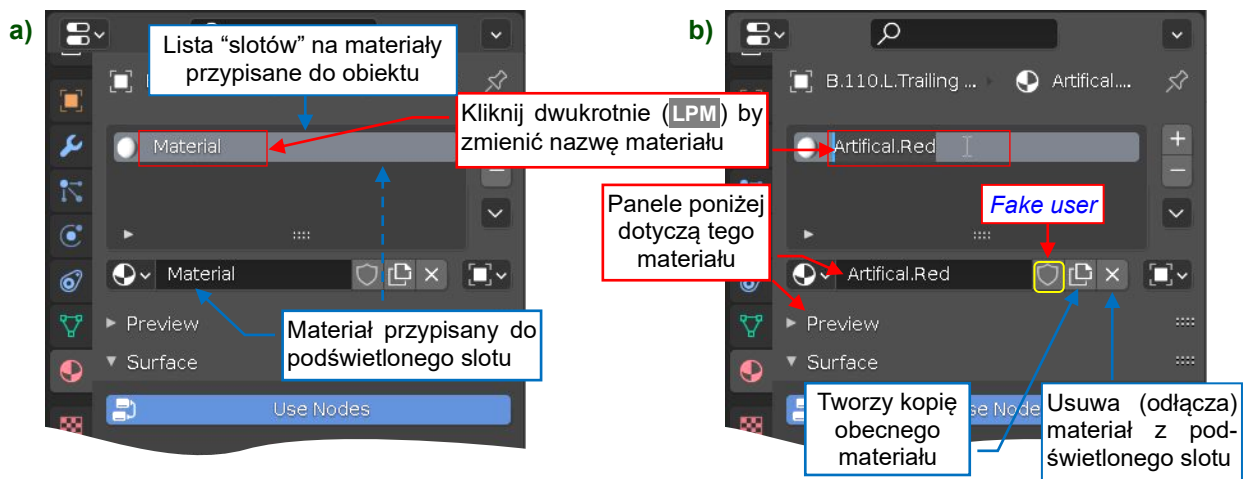 a)
Lista “slotów” na materiały
przypisane do obiektu
Material
Material
Preview
Surface
Use Nodes
Materiał przypisany do
podświetlonego slotu
Kliknij dwukrotnie (LPM) by
zmienić nazwę materiału
b)
B.110.L.Trailing ...
Artifical....
Artifical.Red
Fake user
Panele poniżej
dotyczą tego
materiału
Artifical.Red
Preview
Surface
Tworzy kopię
obecnego
materiału
Usuwa (odłącza)
materiał z pod-
świetlonego slotu